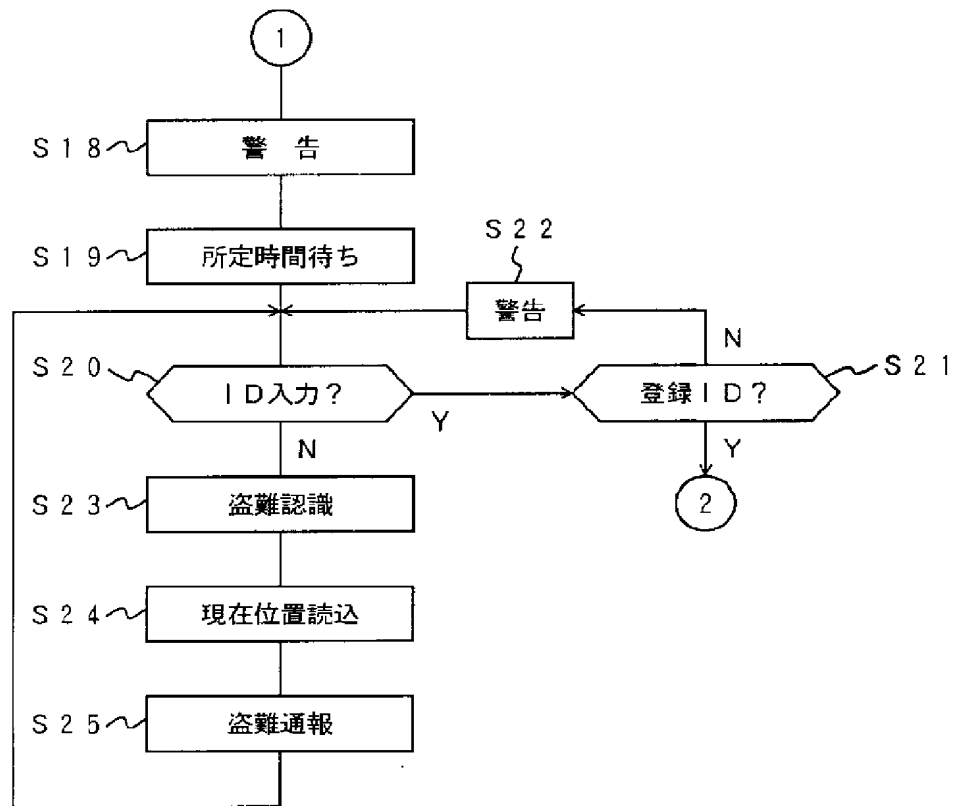 1
S18
警 告
S22
S19
所定時間待ち
警告
N
S20
ID入力?
Y
登録ID?
S21
N
Y
S23
盗難認識
2
S24
現在位置読込
S25
盗難通報